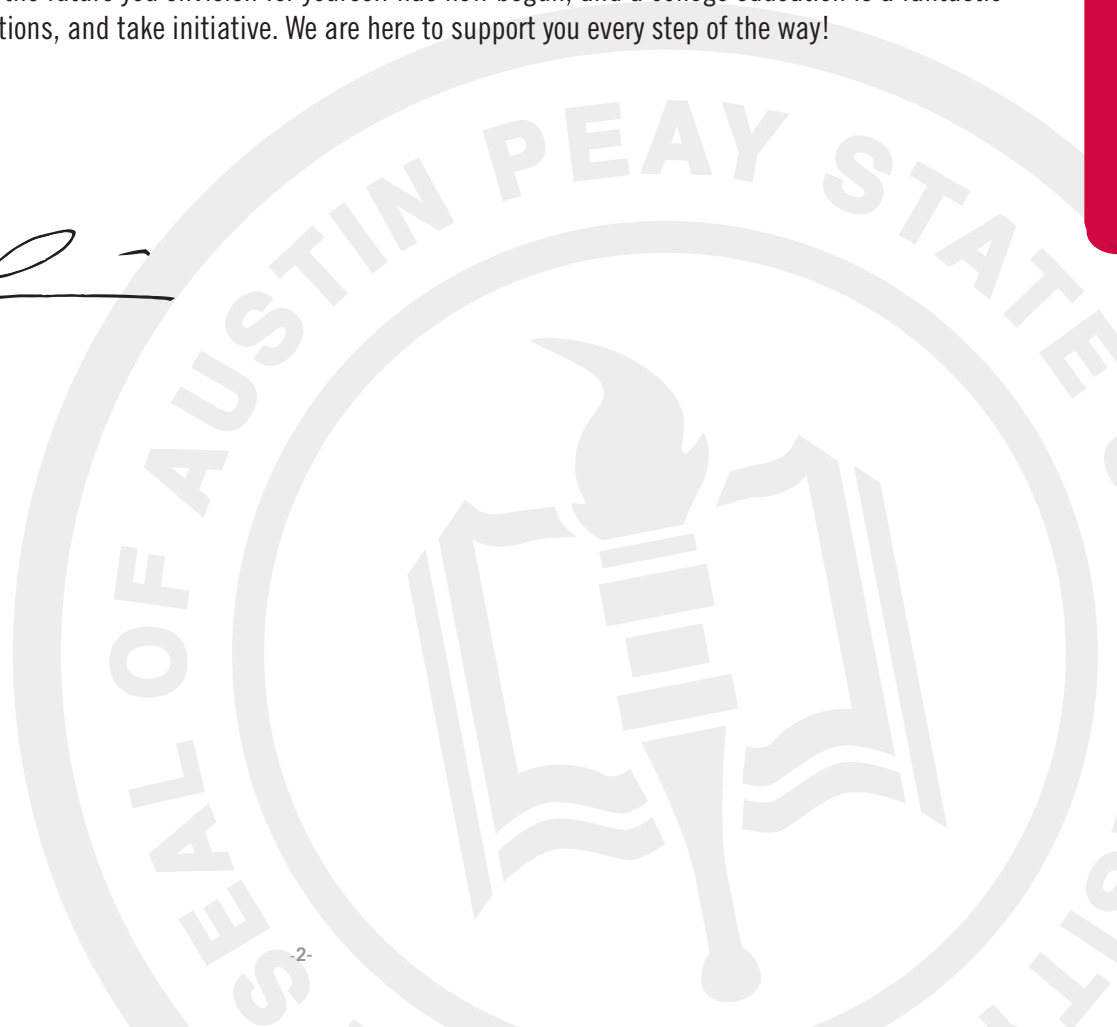 the future you envision for yourself has now begun, and a college education is a fantastic
tions, and take initiative. We are here to support you every step of the way!
SEAL OF AUSTIN PEAY STATE
SIT
-2-